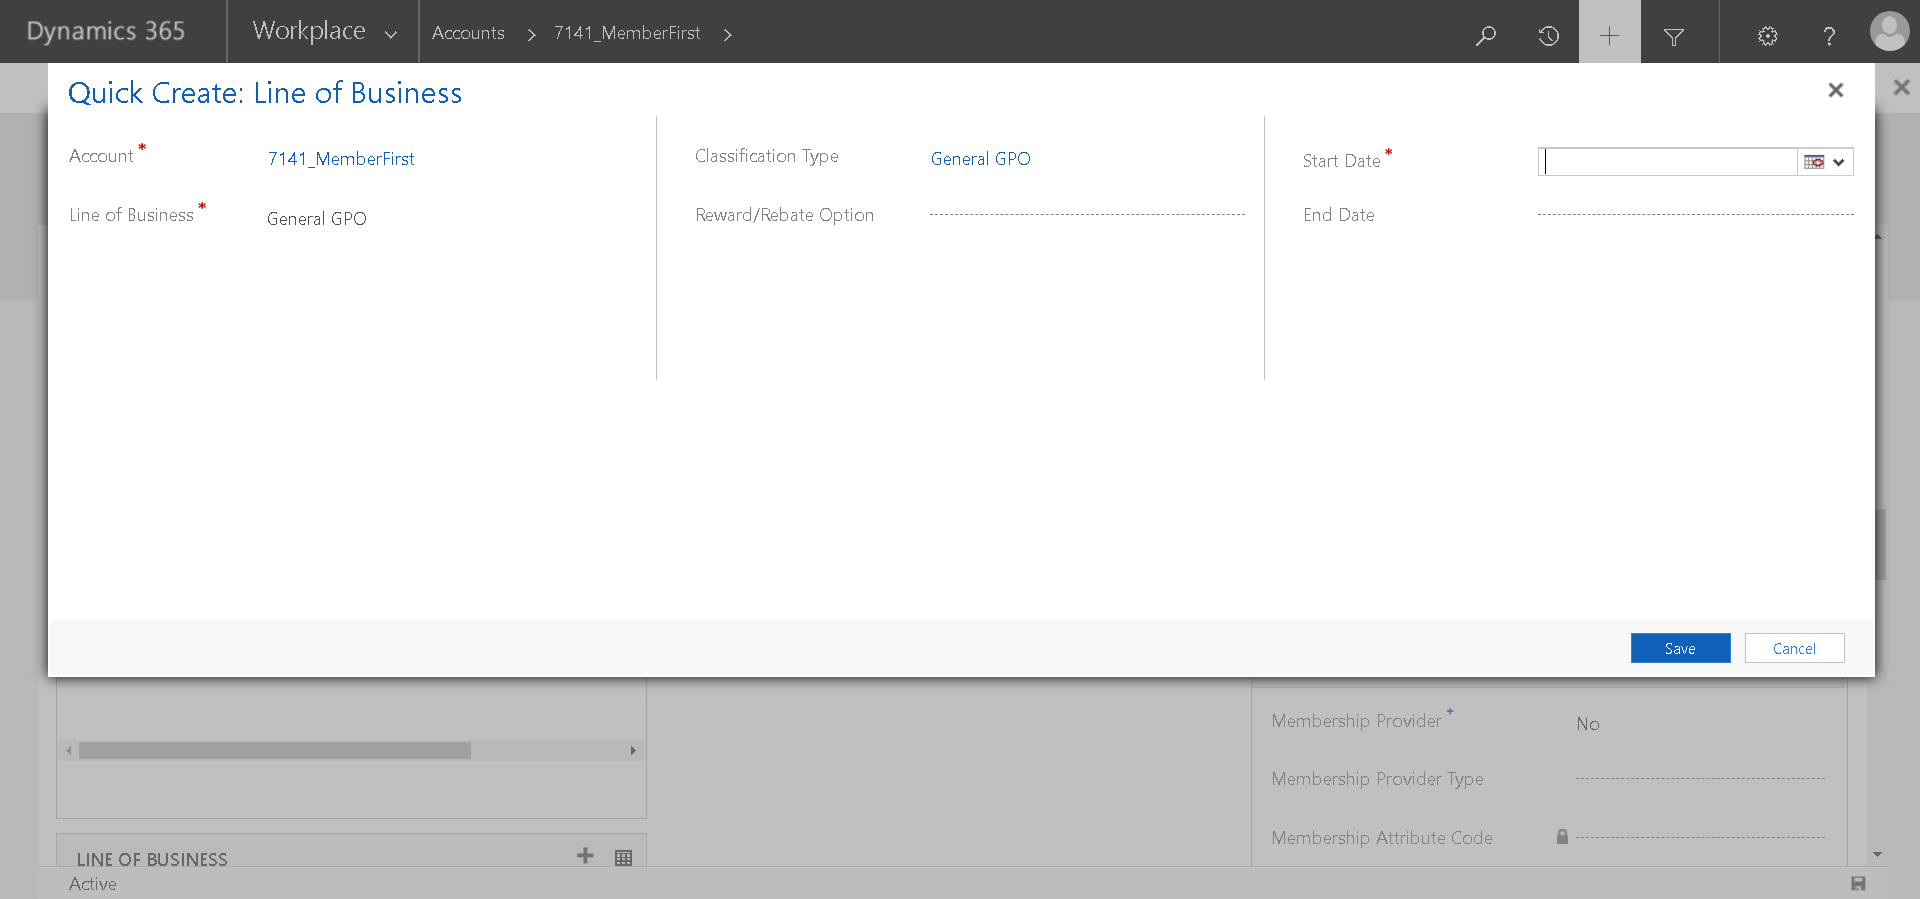 Dynamics 365
Workplace
Accounts
7141_MemberFirst
Quick Create: Line of Business
Account *
7141_MemberFirst
Line of Business *
General GPO
Classification Type
General GPO
Reward/Rebate Option
Start Date *
End Date
Save
Cancel
Membership Provider +
No
Membership Provider Type
Membership Attribute Code
LINE OF BUSINESS
Active